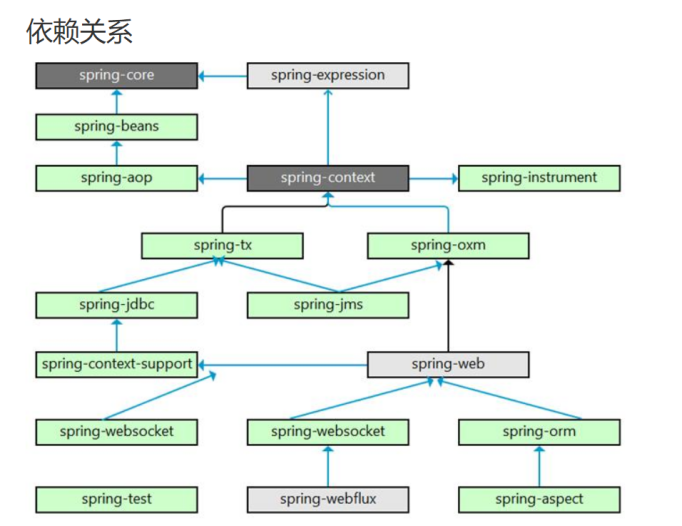 依赖关系
spring-core
spring-expression
spring-beans
spring-aop
spring-context
spring-instrument
spring-tx
spring-oxm
spring-jdbc
spring-jms
spring-context-support
spring-web
spring-websocket
spring-websocket
spring-orm
spring-test
spring-webflux
spring-aspect